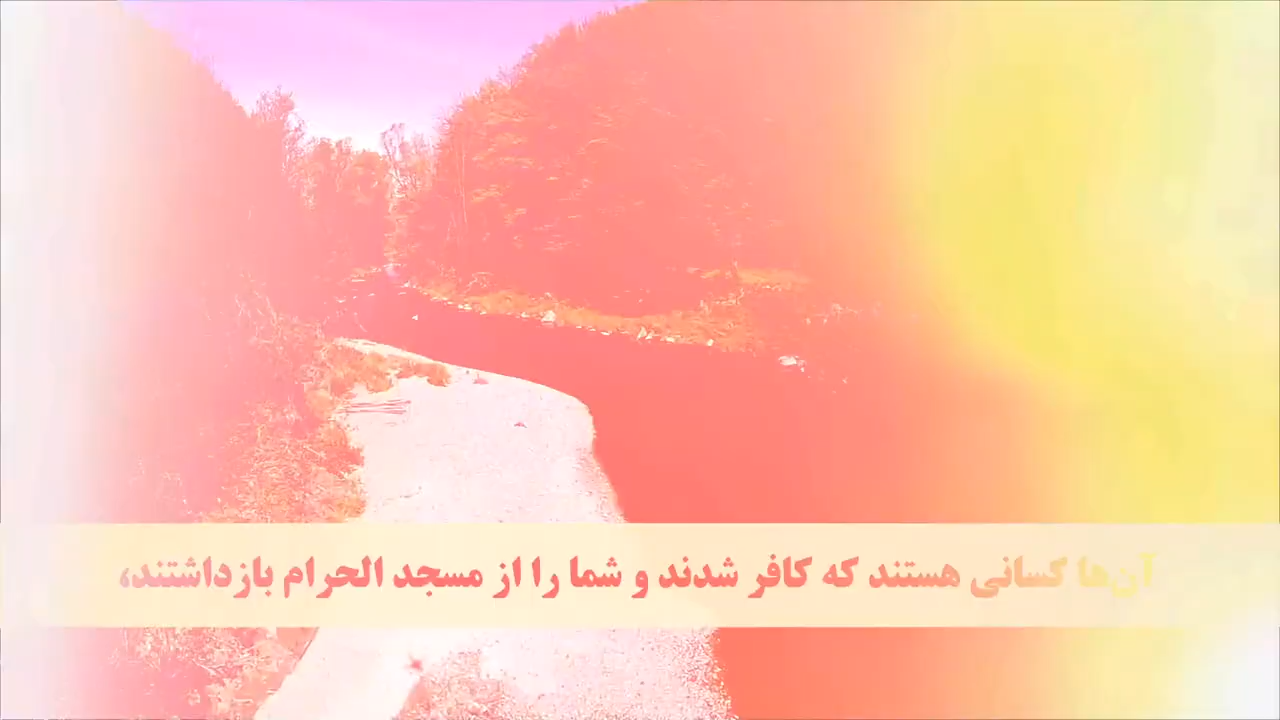 آن‌ها کسانی هستند که کافر شدند و شما را از مسجد الحرام بازداشتند،